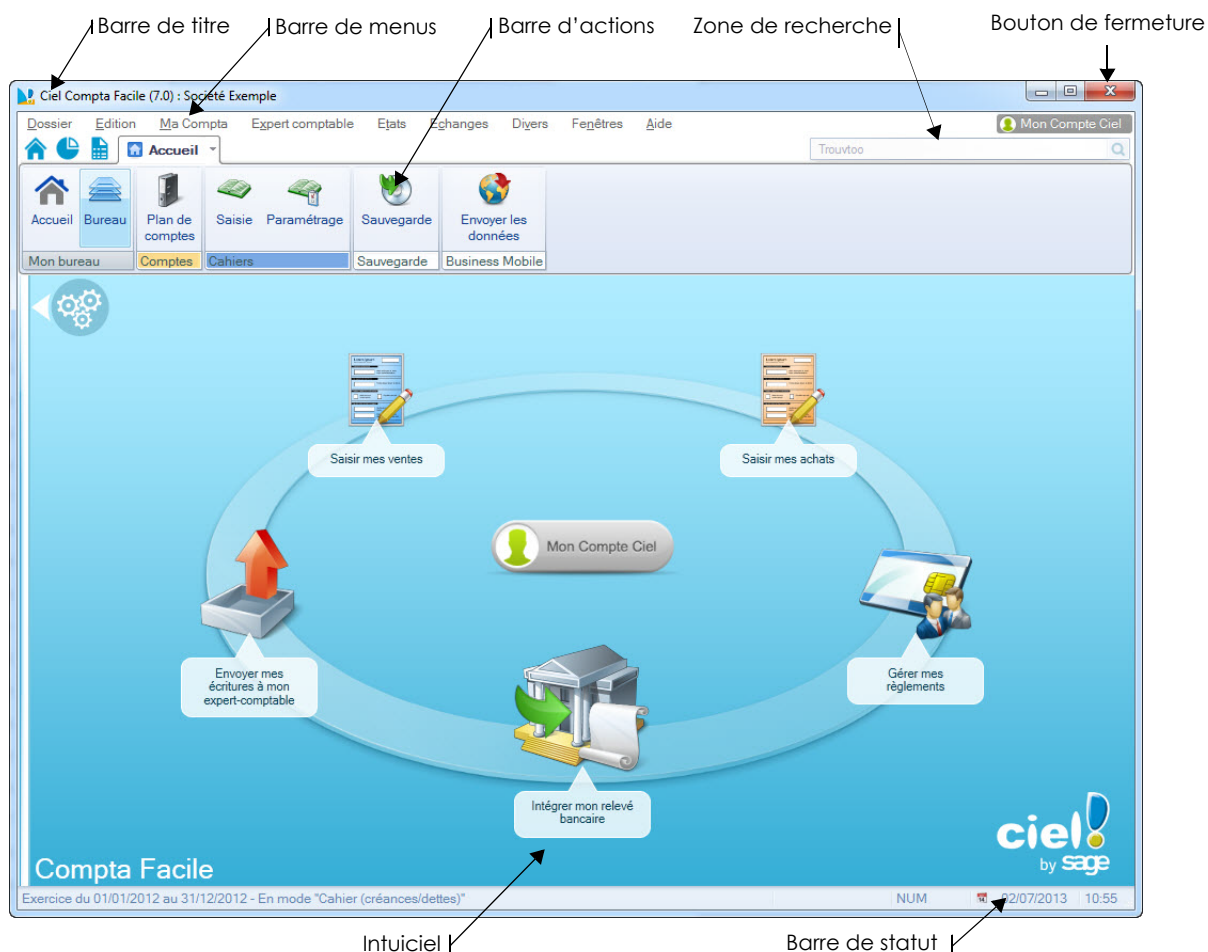 Barre de titre
Barre de menus
Barre d’actions
Zone de recherche
Bouton de fermeture
Ciel Compta Facile (7.0) : Société Exemple
Dossier Edition Ma Compta Expert comptable Etats Echanges Divers Fenêtres Aide
Mon Compte Ciel
Accueil
Trouvtoo
Accueil Bureau Plan de comptes Saisie Paramétrage Sauvegarde Envoyer les données
Mon bureau Comptes Cahiers Sauvegarde Business Mobile
Saisir mes ventes
Saisir mes achats
Mon Compte Ciel
Envoyer mes
écritures à mon
expert-comptable
Gérer mes
règlements
Intégrer mon relevé
bancaire
ciel!
by sage
Compta Facile
Exercice du 01/01/2012 au 31/12/2012 - En mode "Cahier (créances/dettes)"
NUM
02/07/2013
10:55
Intuiciel
Barre de statut